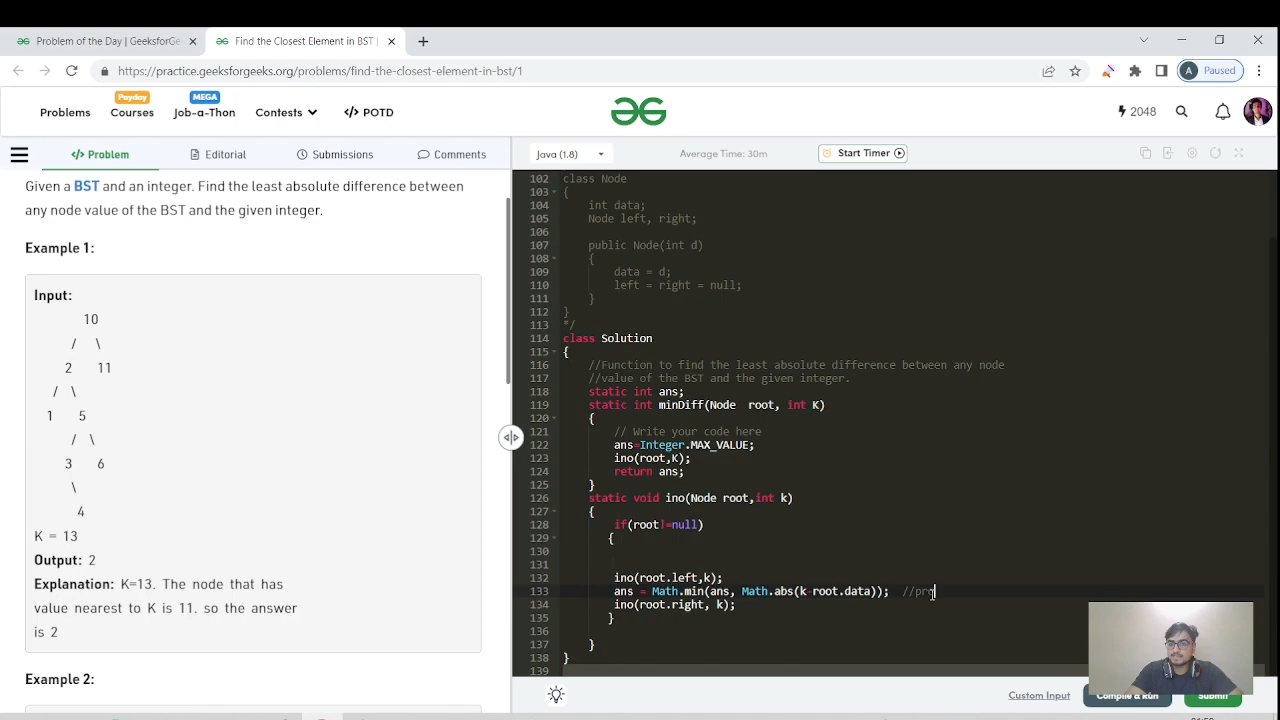 Problem of the Day | GeeksforGe
Find the Closest Element in BST |
https://practice.geeksforgeeks.org/problems/find-the-closest-element-in-bst/1
A Paused
Payday
MEGA
Problems
Courses
Job-a-Thon
Contests
</> POTD
2048
</> Problem
Editorial
Submissions
Comments
Java (1.8)
Average Time: 30m
Start Timer
Given a BST and an integer. Find the least absolute difference between
any node value of the BST and the given integer.
Example 1:
Input:
10
/ \
2 11
/ \
1 5
/ \
3 6
\
4
K = 13
Output: 2
Explanation: K=13. The node that has
value nearest to K is 11. so the answer
is 2
Example 2:
102 class Node
103 {
104 int data;
105 Node left, right;
106
107 public Node(int d)
108 {
109 data = d;
110 left = right = null;
111 }
112 }
113 */
114 class Solution
115 {
116 //Function to find the least absolute difference between any node
117 //value of the BST and the given integer.
118 static int ans;
119 static int minDiff(Node root, int K)
120 {
121 // Write your code here
122 ans=Integer.MAX_VALUE;
123 ino(root,K);
124 return ans;
125 }
126 static void ino(Node root,int k)
127 {
128 if(root!=null)
129 {
130
131
132 ino(root.left,k);
133 ans = Math.min(ans, Math.abs(k-root.data)); //pro
134 ino(root.right, k);
135 }
136
137 }
138 }
139
Custom Input
Compile & Run
Submit